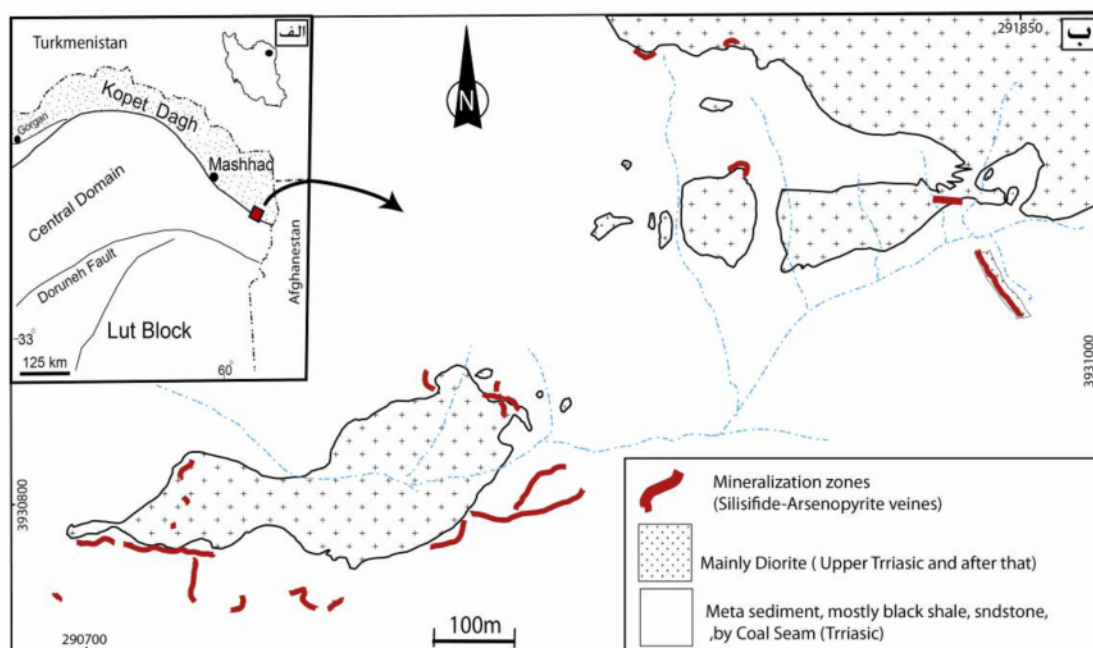 الف
Turkmenistan
Kopet Dagh
Gorgan
Mashhad
Central Domain
Doruneh Fault
Afghanestan
Lut Block
33°
60°
125 km
N
ب
291850
3931000
3930800
290700
100m
Mineralization zones
(Silisifide-Arsenopyrite veines)
Mainly Diorite ( Upper Trriasic and after that)
Meta sediment, mostly black shale, sndstone,
,by Coal Seam (Trriasic)